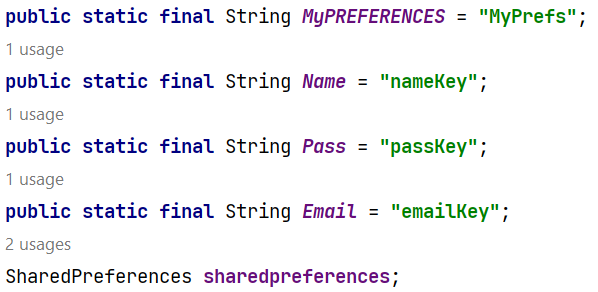 public static final String MyPREFERENCES = "MyPrefs";
1 usage
public static final String Name = "nameKey";
1 usage
public static final String Pass = "passKey";
1 usage
public static final String Email = "emailKey";
2 usages
SharedPreferences sharedpreferences;